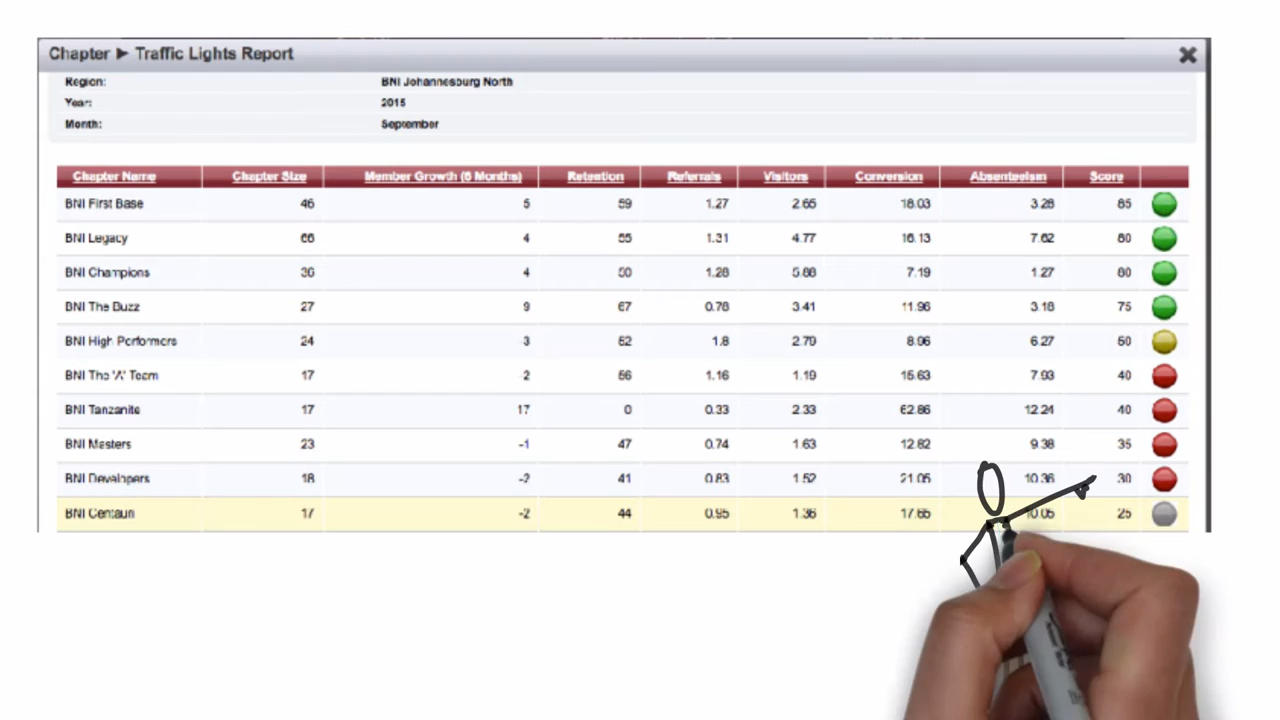 Chapter ► Traffic Lights Report
Region: BNI Johannesburg North
Year: 2015
Month: September
Chapter Name Chapter Size Member Growth (6 Months) Retention Referrals Visitors Conversion Absenteeism Score
BNI First Base 46 5 59 1.27 2.65 18.03 3.28 85
BNI Legacy 66 4 55 1.31 4.77 16.13 7.62 80
BNI Champions 36 4 50 1.28 5.88 7.19 1.27 80
BNI The Buzz 27 9 67 0.78 3.41 11.96 3.18 75
BNI High Performers 24 3 52 1.8 2.79 8.96 6.27 50
BNI The 'A' Team 17 2 56 1.16 1.19 15.63 7.93 40
BNI Tanzanite 17 17 0 0.33 2.33 62.86 12.24 40
BNI Masters 23 -1 47 0.74 1.63 12.82 9.38 35
BNI Developers 18 -2 41 0.83 1.52 21.05 10.36 30
BNI Centauri 17 -2 44 0.95 1.36 17.65 10.05 25